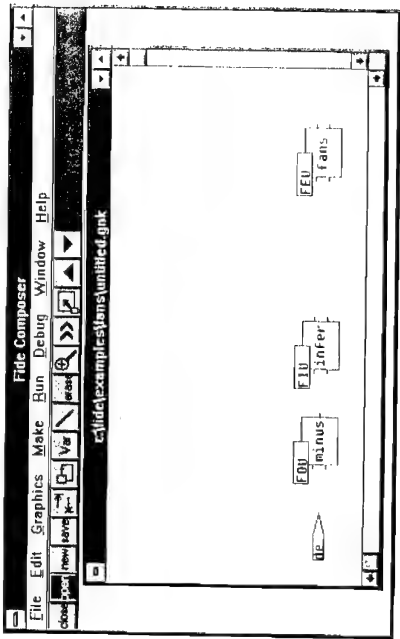 Fide Composer
File Edit Graphics Make Run Debug Window Help
close open new save Var erase
c:\fide\examples\fans\untitled.gnk
FOU FIU FEU
minus infer fans